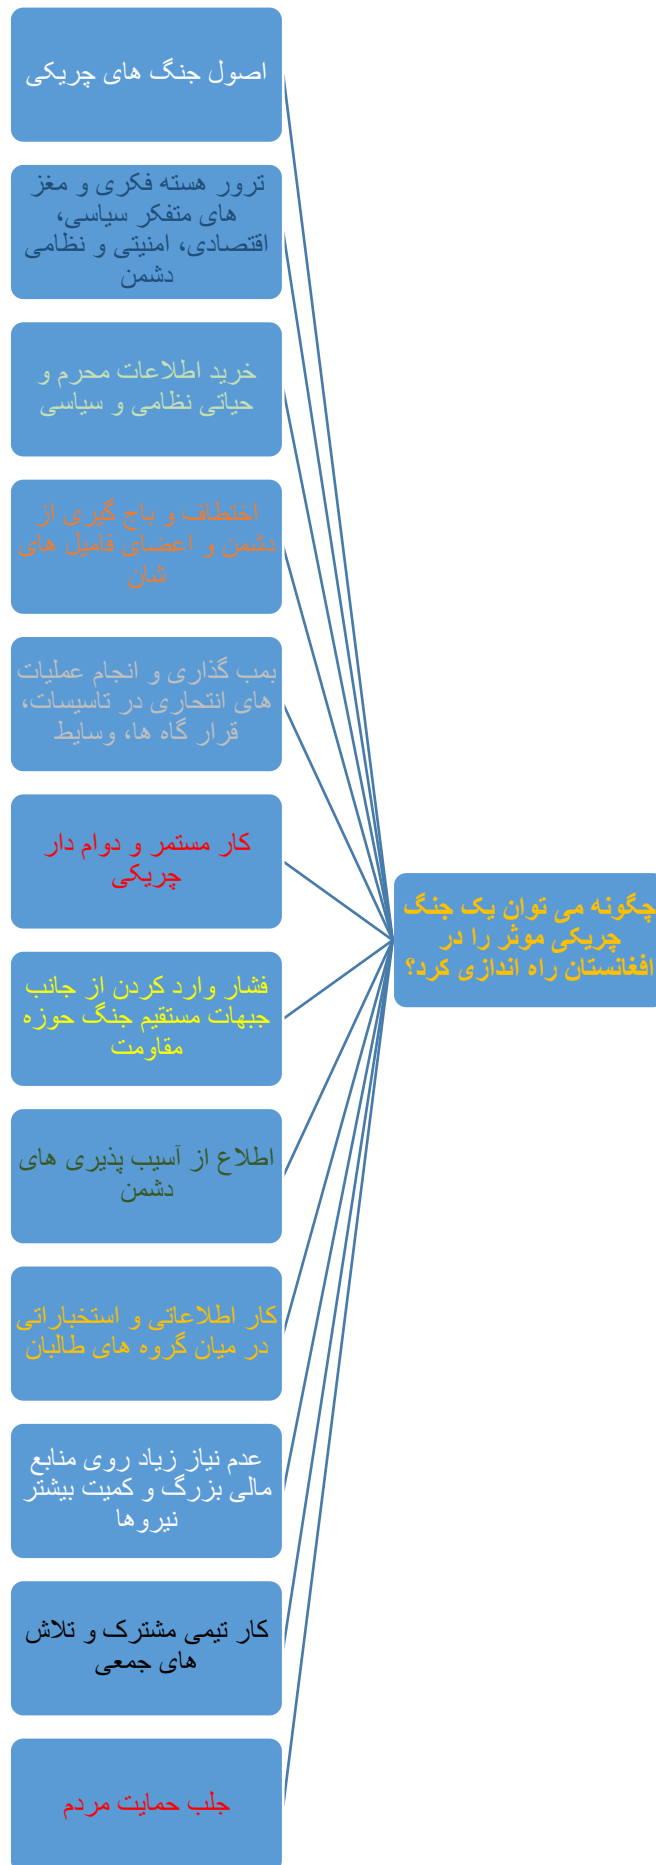 اصول جنگ های چریکی
ترور هسته فکری و مغز
های متفکر سیاسی،
اقتصادی، امنیتی و نظامی
دشمن
خرید اطلاعات محرم و
حیاتی نظامی و سیاسی
اختطاف و باج گیری از
دشمن و اعضای فامیل های
شان
بمب گذاری و انجام عملیات
های انتحاری در تاسیسات،
قرار گاه ها، وسایط
کار مستمر و دوام دار
چریکی
چگونه می توان یک جنگ
چریکی موثر را در
افغانستان راه اندازی کرد؟
فشار وارد کردن از جانب
جبهات مستقیم جنگ حوزه
مقاومت
اطلاع از آسیب پذیری های
دشمن
کار اطلاعاتی و استخباراتی
در میان گروه های طالبان
عدم نیاز زیاد روی منابع
مالی بزرگ و کمیت بیشتر
نیروها
کار تیمی مشترک و تلاش
های جمعی
جلب حمایت مردم